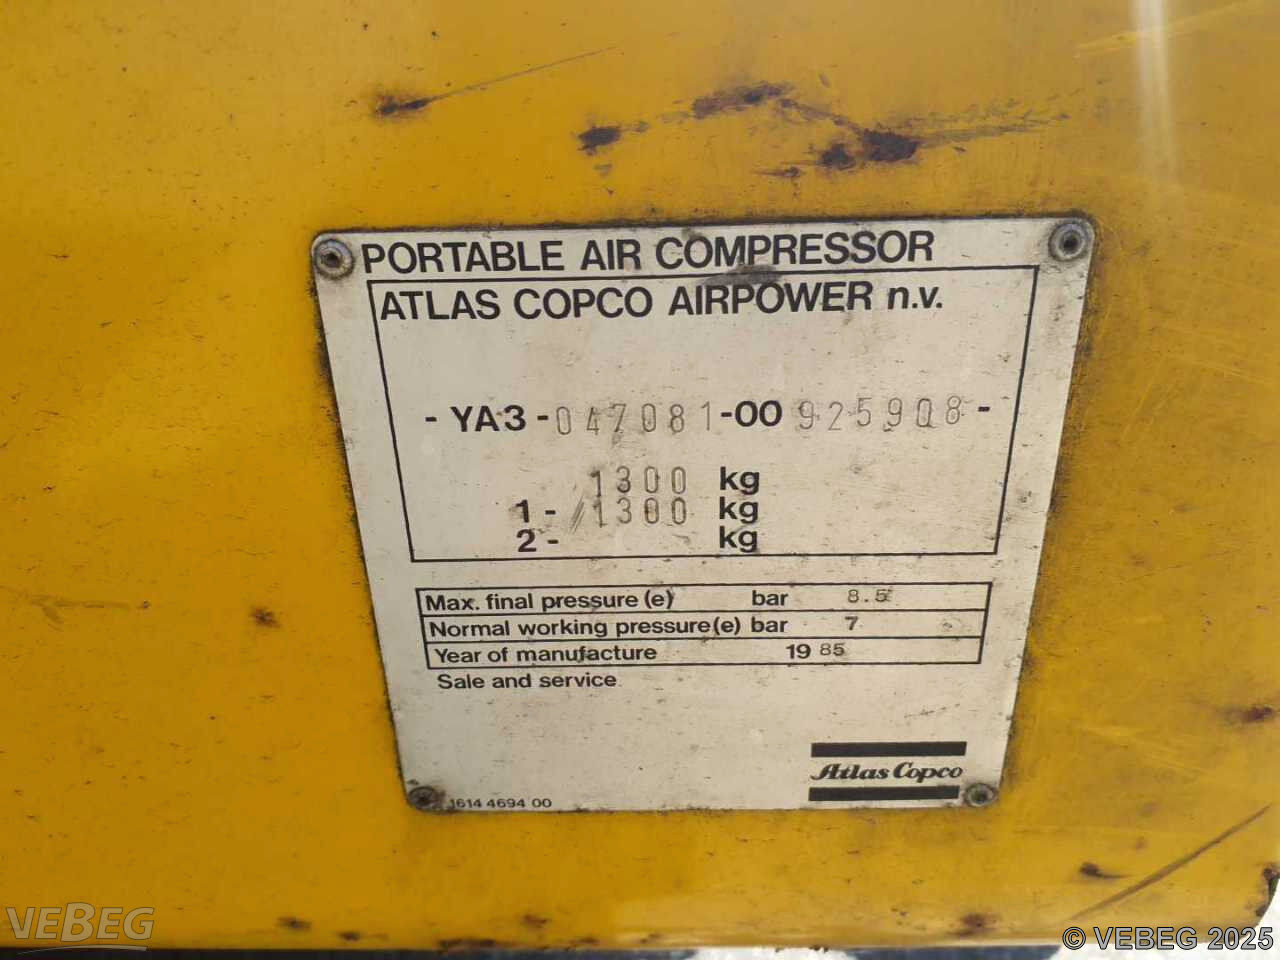 PORTABLE AIR COMPRESSOR
ATLAS COPCO AIRPOWER n.v.
- YA3 - 047081-00 925908 -
1300 kg
1 - 1300 kg
2 - kg
Max. final pressure (e) bar 8.5
Normal working pressure (e) bar 7
Year of manufacture 1985
Sale and service
Atlas Copco
1614 4694 00
VEBEG
© VEBEG 2025